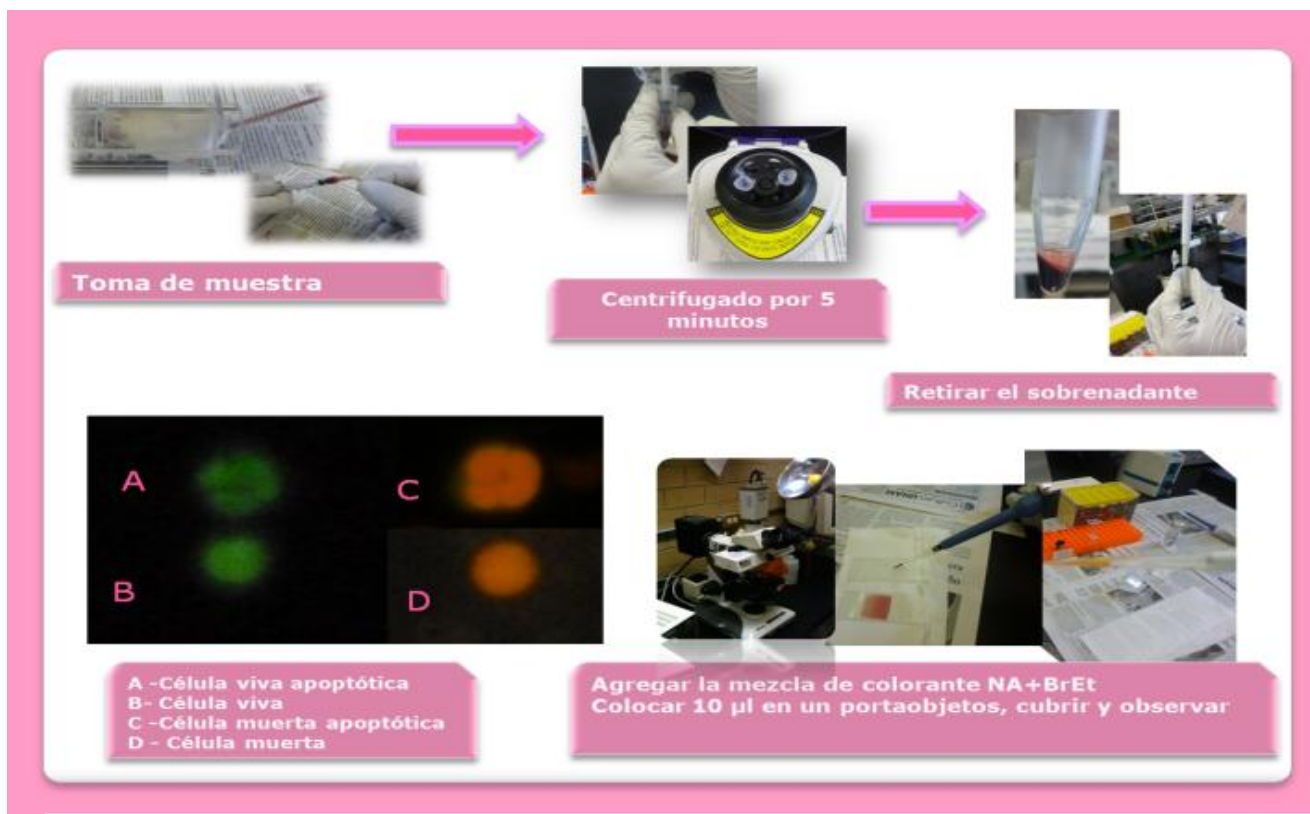 Toma de muestra
Centrifugado por 5
minutos
Retirar el sobrenadante
A
B
C
D
A -Célula viva apoptótica
B- Célula viva
C -Célula muerta apoptótica
D - Célula muerta
Agregar la mezcla de colorante NA+BrEt
Colocar 10 µl en un portaobjetos, cubrir y observar